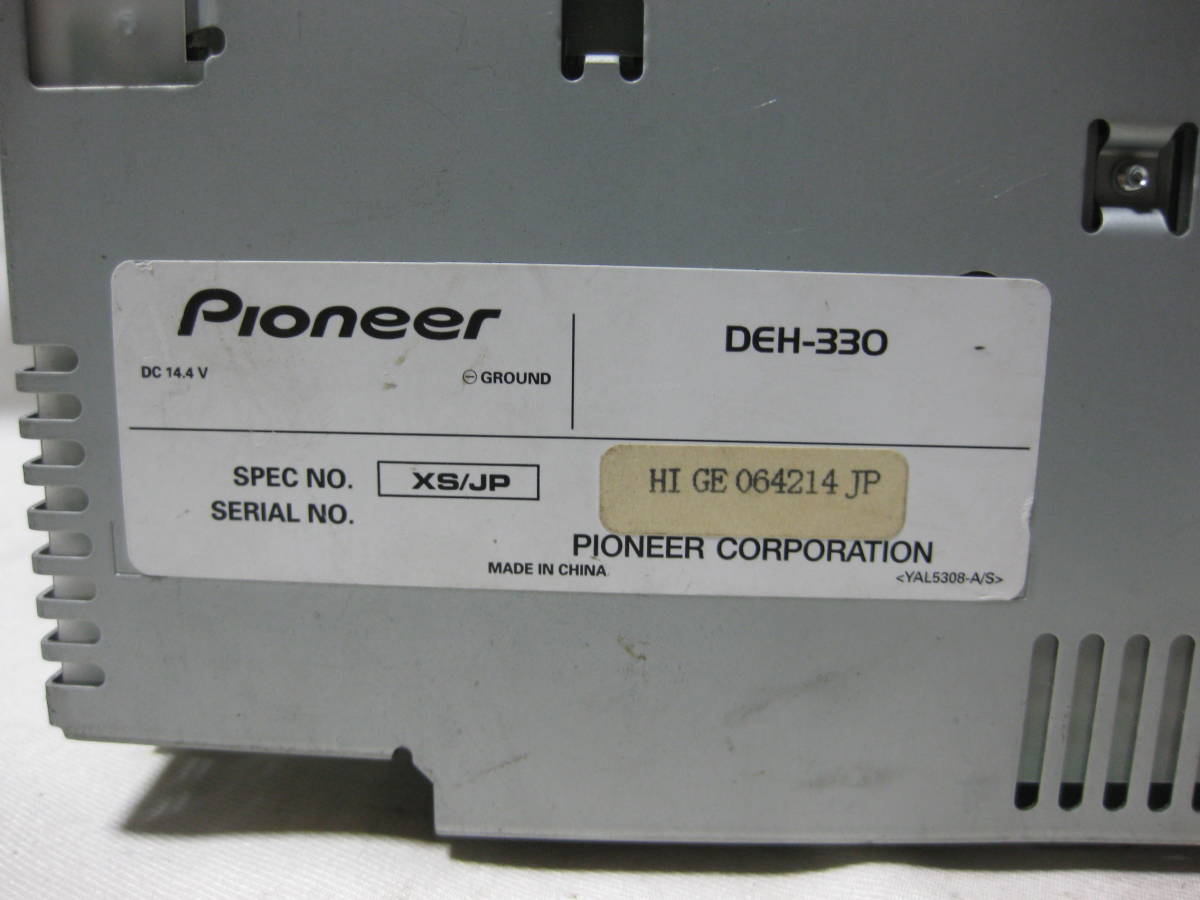 Pioneer
DEH-330
DC 14.4 V
⊖ GROUND
SPEC NO. XS/JP
SERIAL NO.
HI GE 064214 JP
PIONEER CORPORATION
MADE IN CHINA
<YAL5308-A/S>